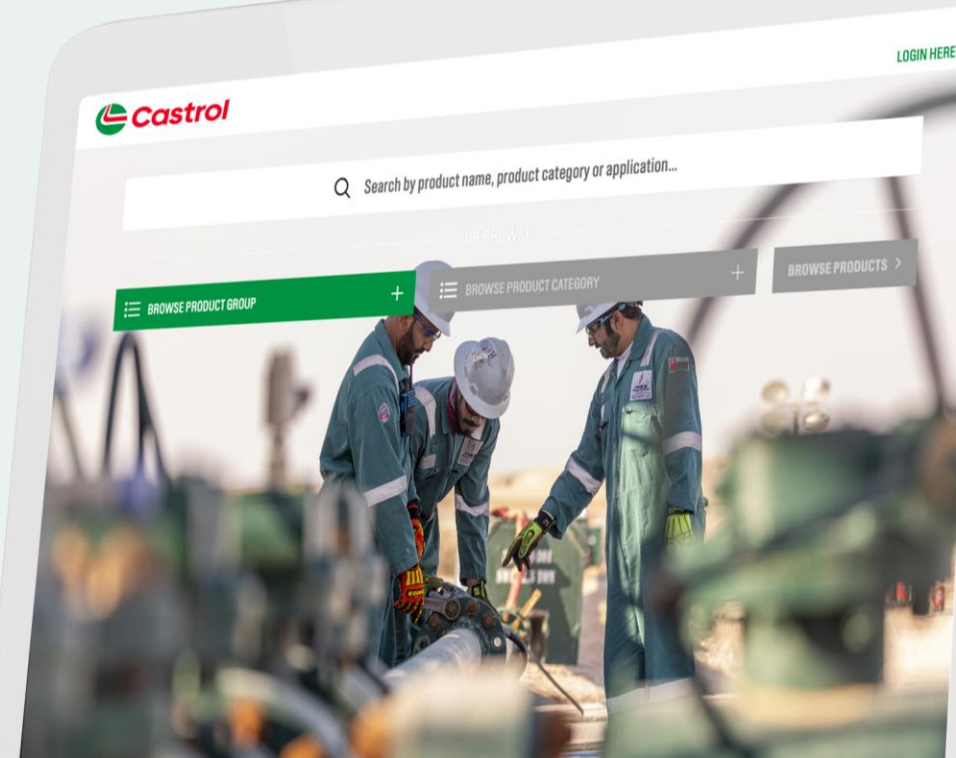 Castrol
LOGIN HERE
Search by product name, product category or application...
OR BROWSE
BROWSE PRODUCT GROUP
BROWSE PRODUCT CATEGORY
BROWSE PRODUCTS